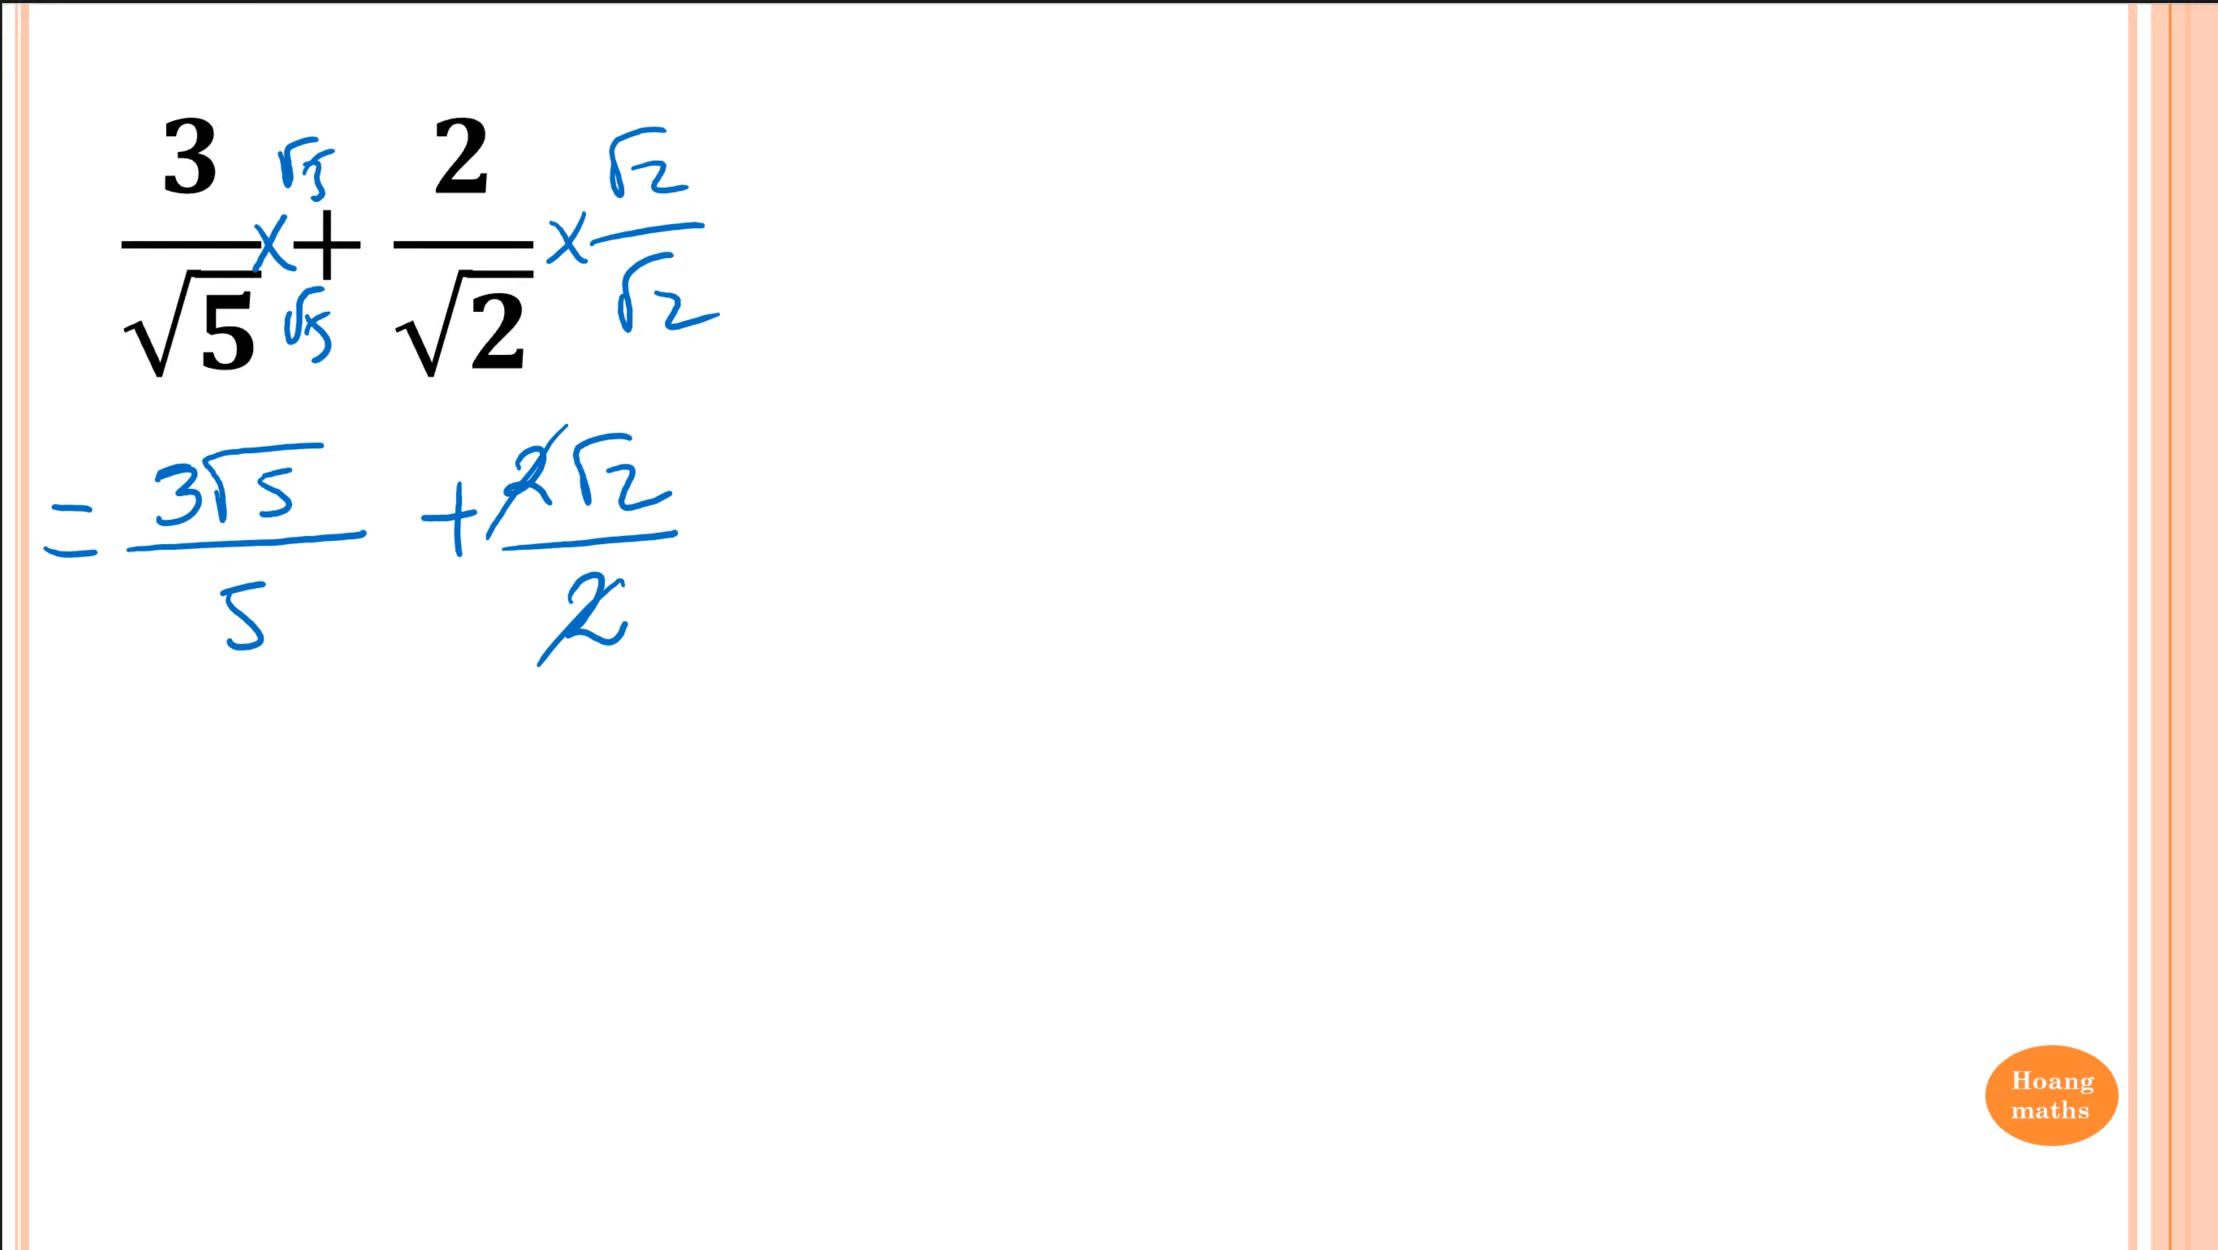 3/√5 × √5/√5 + 2/√2 × √2/√2
= 3√5/5 + 2√2/2
Hoang
maths